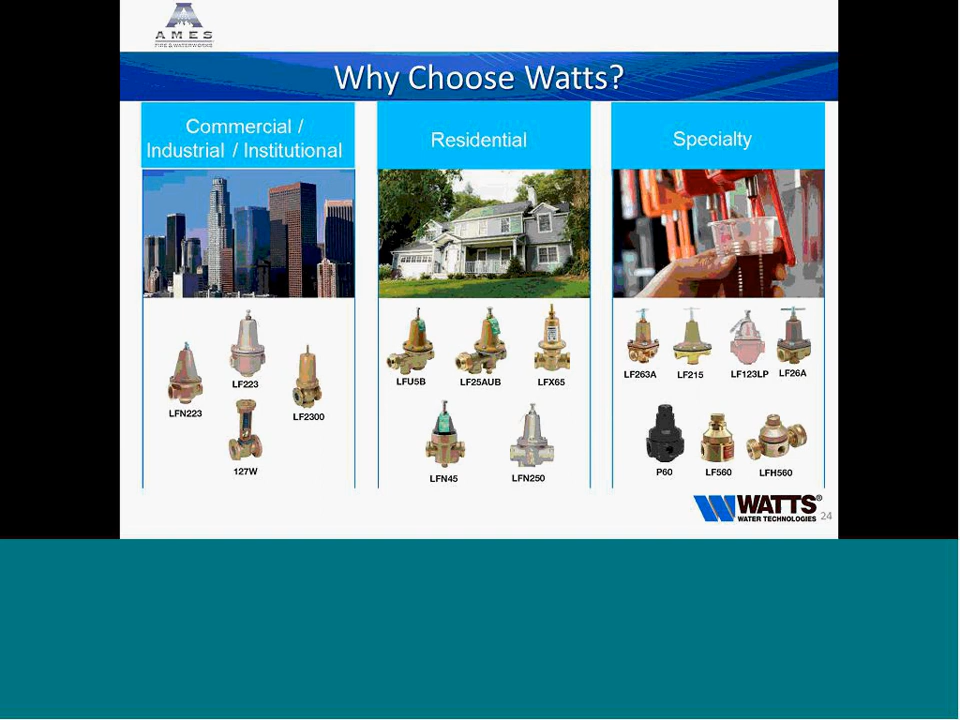 AMES
FIRE & WATERWORKS
Why Choose Watts?
Commercial /
Industrial / Institutional
LF223
LFN223
LF2300
127W
Residential
LFU5B
LF25AUB
LFX65
LFN45
LFN250
Specialty
LF263A
LF215
LF123LP
LF26A
P60
LF560
LFH560
WATTS®
WATER TECHNOLOGIES
24